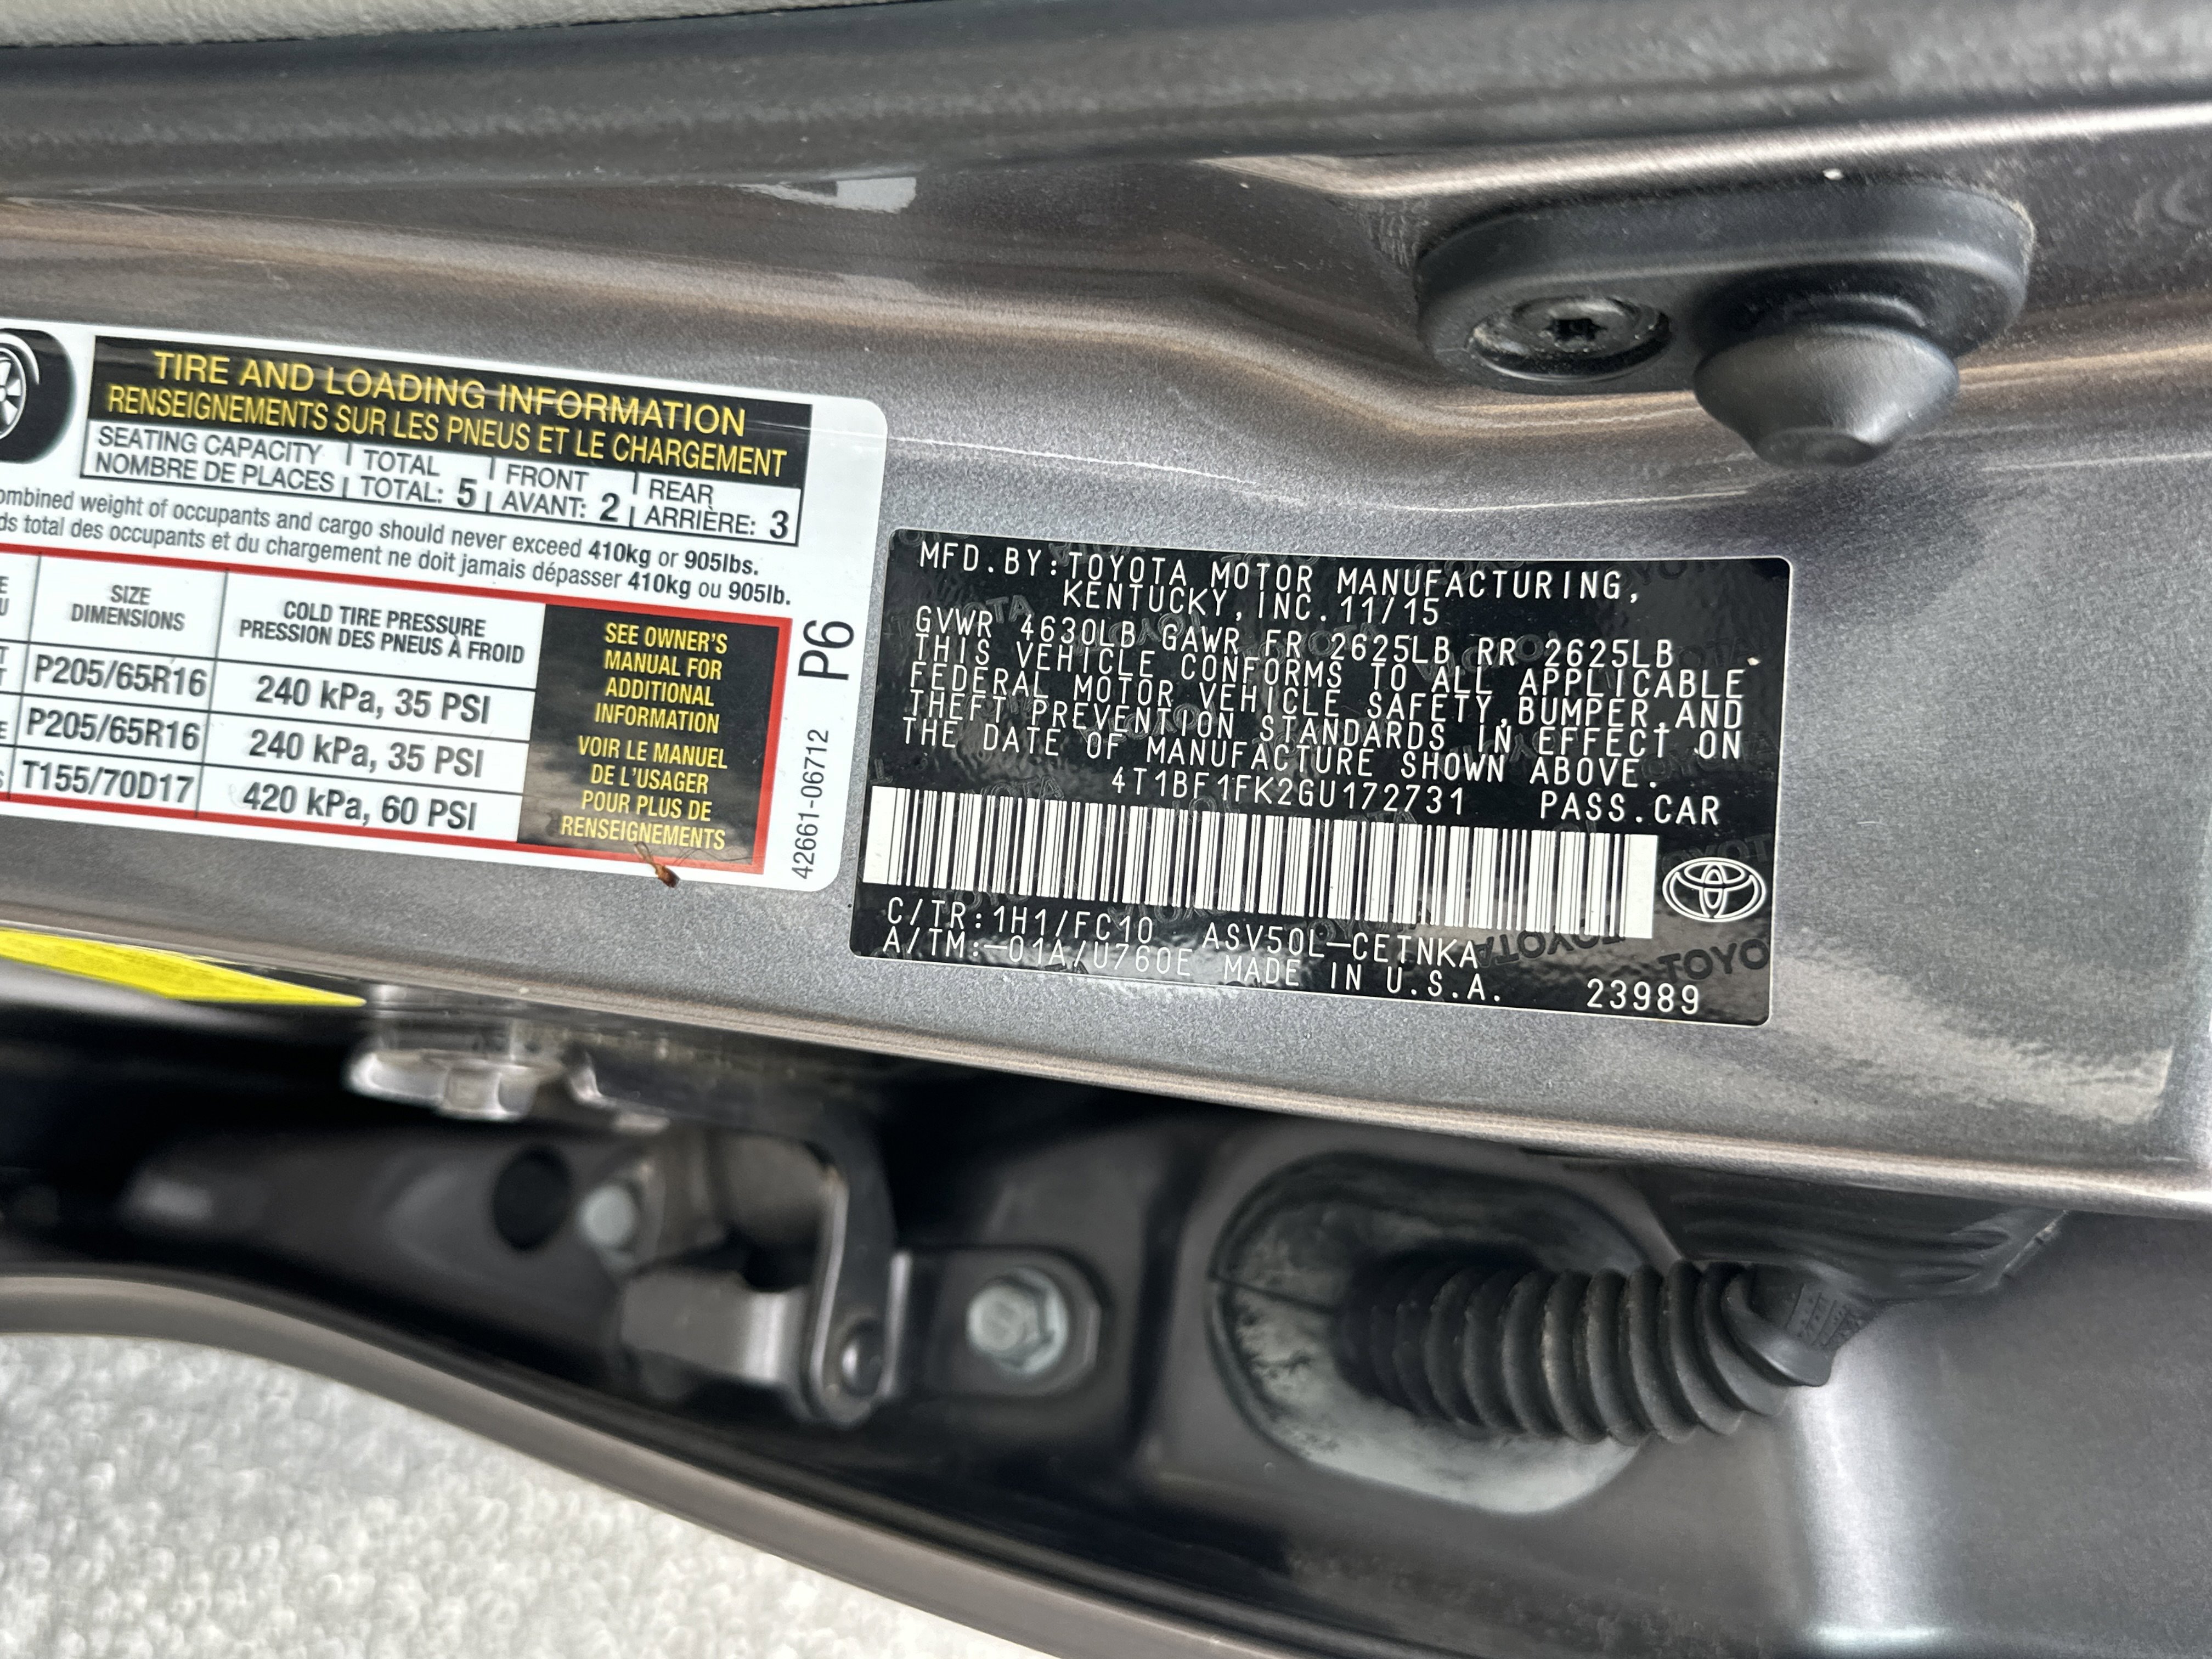 TIRE AND LOADING INFORMATION
RENSEIGNEMENTS SUR LES PNEUS ET LE CHARGEMENT
SEATING CAPACITY
NOMBRE DE PLACES
TOTAL
TOTAL: 5
FRONT
AVANT: 2
REAR
ARRIÈRE: 3
combined weight of occupants and cargo should never exceed 410kg or 905lbs.
total des occupants et du chargement ne doit jamais dépasser 410kg ou 905lb.
SIZE
DIMENSIONS
COLD TIRE PRESSURE
PRESSION DES PNEUS À FROID
P205/65R16
240 kPa, 35 PSI
P205/65R16
240 kPa, 35 PSI
T155/70D17
420 kPa, 60 PSI
SEE OWNER'S
MANUAL FOR
ADDITIONAL
INFORMATION
VOIR LE MANUEL
DE L'USAGER
POUR PLUS DE
RENSEIGNEMENTS
P6
42661-06712
MFD.BY:TOYOTA MOTOR MANUFACTURING,
KENTUCKY,INC.11/15
GVWR 4630LB GAWR FR 2625LB RR 2625LB
THIS VEHICLE CONFORMS TO ALL APPLICABLE
FEDERAL MOTOR VEHICLE SAFETY,BUMPER,AND
THEFT PREVENTION STANDARDS IN EFFECT ON
THE DATE OF MANUFACTURE SHOWN ABOVE.
4T1BF1FK2GU172731 PASS.CAR
C/TR:1H1/FC10 ASV50L-CETNKA
A/TM:-01A/U760E MADE IN U.S.A. 23989